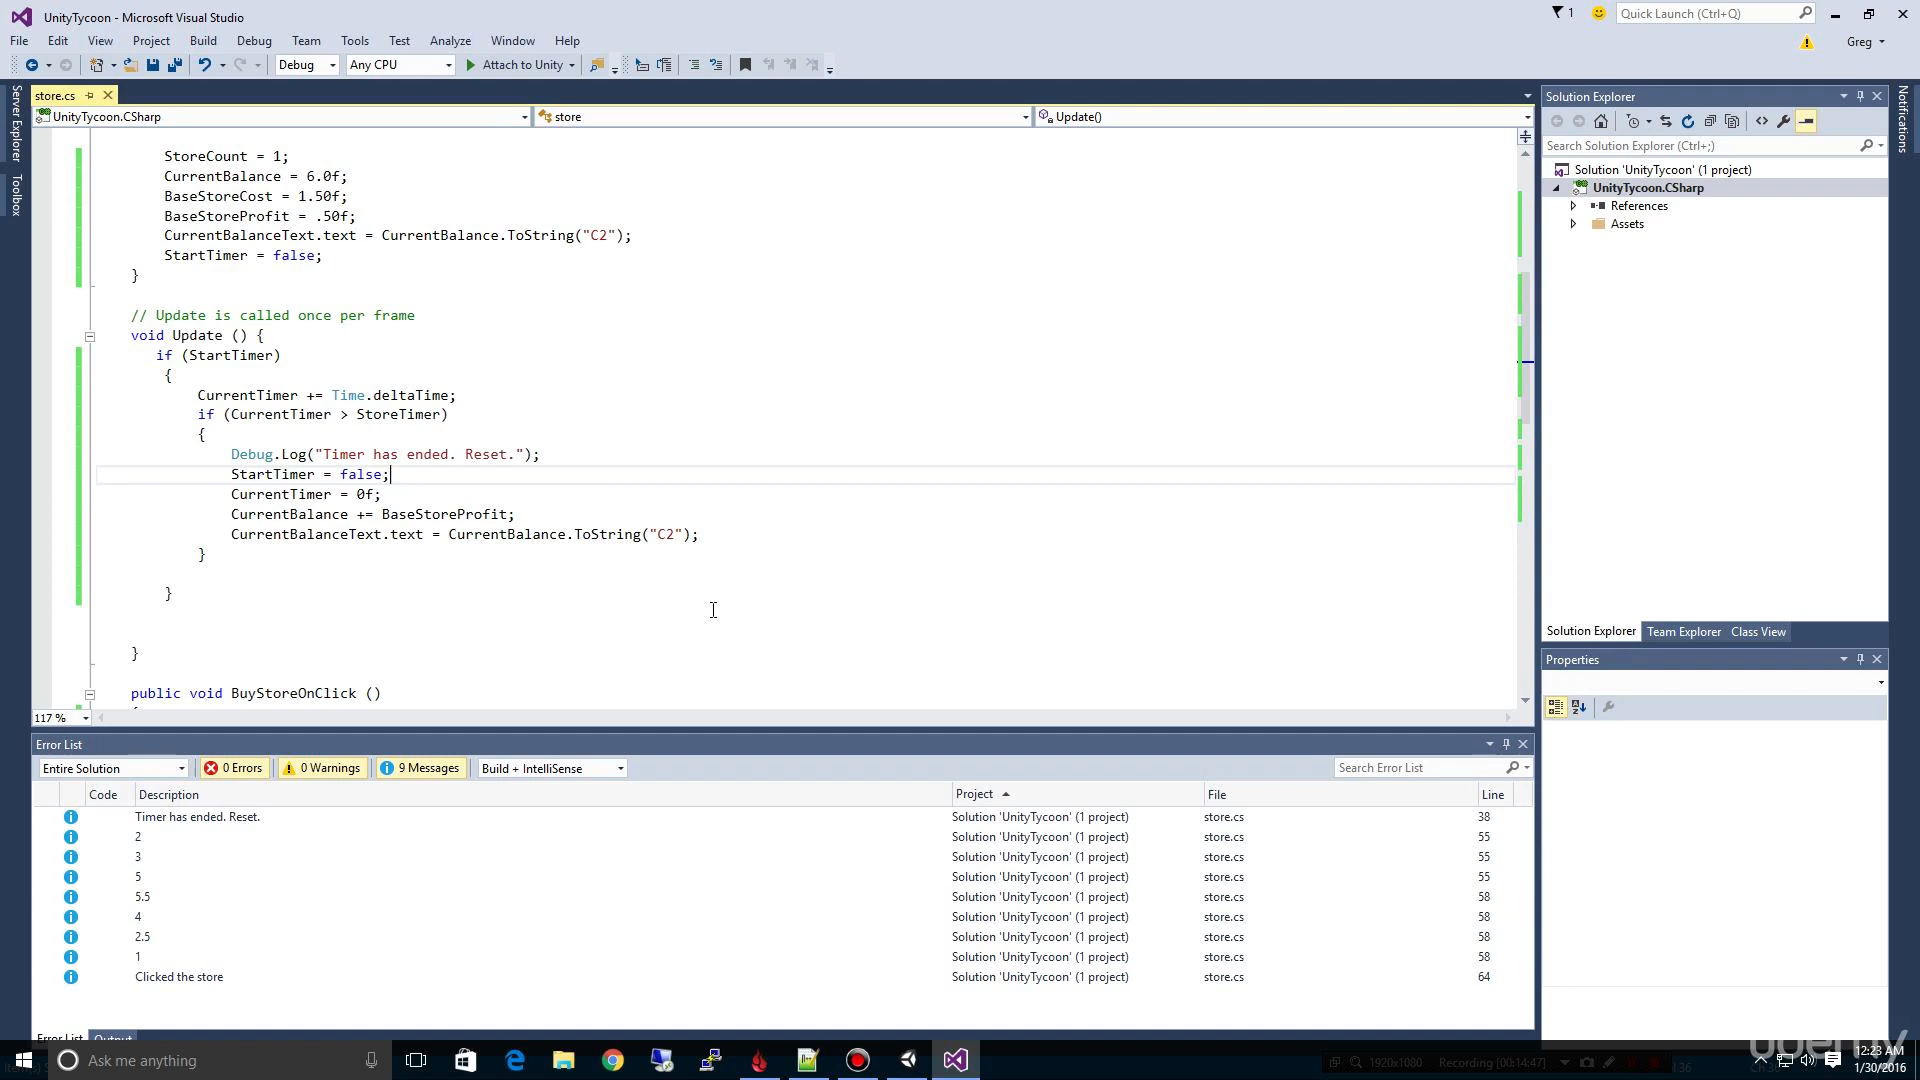 UnityTycoon - Microsoft Visual Studio
1
Quick Launch (Ctrl+Q)
File Edit View Project Build Debug Team Tools Test Analyze Window Help
Greg
Debug Any CPU Attach to Unity
Server Explorer
Toolbox
Notifications
store.cs
UnityTycoon.CSharp store Update()
StoreCount = 1;
CurrentBalance = 6.0f;
BaseStoreCost = 1.50f;
BaseStoreProfit = .50f;
CurrentBalanceText.text = CurrentBalance.ToString("C2");
StartTimer = false;
}
// Update is called once per frame
void Update () {
if (StartTimer)
{
CurrentTimer += Time.deltaTime;
if (CurrentTimer > StoreTimer)
{
Debug.Log("Timer has ended. Reset.");
StartTimer = false;
CurrentTimer = 0f;
CurrentBalance += BaseStoreProfit;
CurrentBalanceText.text = CurrentBalance.ToString("C2");
}
}
}
public void BuyStoreOnClick ()
117 %
Solution Explorer
Search Solution Explorer (Ctrl+;)
Solution 'UnityTycoon' (1 project)
UnityTycoon.CSharp
References
Assets
Solution Explorer Team Explorer Class View
Properties
Error List
Entire Solution 0 Errors 0 Warnings 9 Messages Build + IntelliSense Search Error List
Code Description Project File Line
Timer has ended. Reset. Solution 'UnityTycoon' (1 project) store.cs 38
2 Solution 'UnityTycoon' (1 project) store.cs 55
3 Solution 'UnityTycoon' (1 project) store.cs 55
5 Solution 'UnityTycoon' (1 project) store.cs 55
5.5 Solution 'UnityTycoon' (1 project) store.cs 58
4 Solution 'UnityTycoon' (1 project) store.cs 58
2.5 Solution 'UnityTycoon' (1 project) store.cs 58
1 Solution 'UnityTycoon' (1 project) store.cs 58
Clicked the store Solution 'UnityTycoon' (1 project) store.cs 64
Error List Output
Ask me anything
1920x1080 Recording [00:14:47]
udemy
12:23 AM
1/30/2016